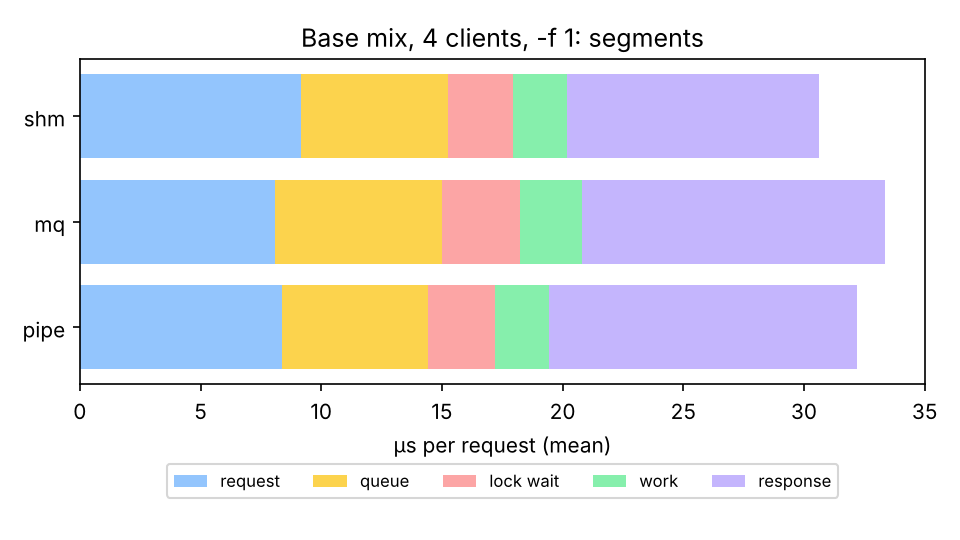 Base mix, 4 clients, -f 1: segments
shm
mq
pipe
0 5 10 15 20 25 30 35
µs per request (mean)
request queue lock wait work response